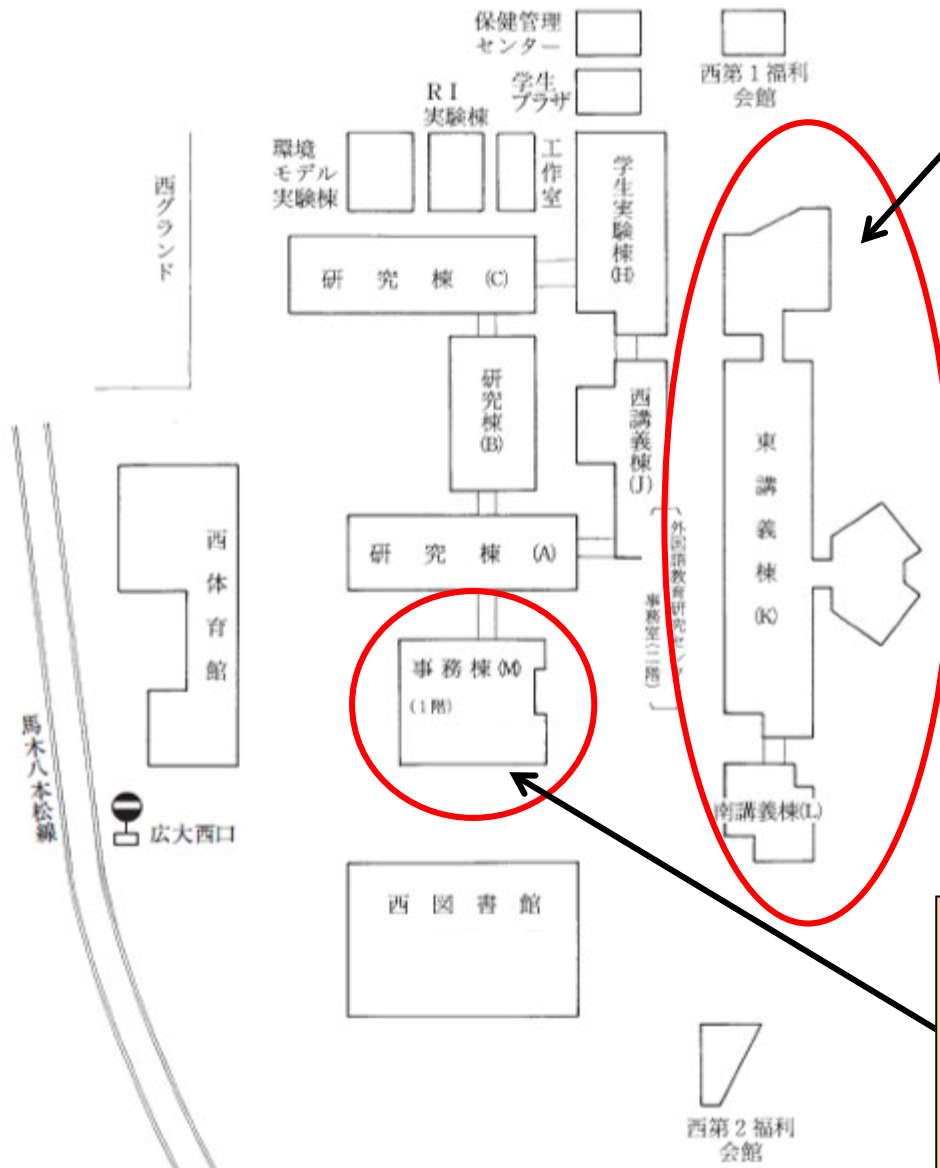 保健管理
センター
西第1福利
会館
学生
プラザ
RI
実験棟
環境
モデル
実験棟
工作室
学生実験棟(H)
西グランド
研究棟(C)
研究棟(B)
西講義棟(J)
東講義棟(K)
西体育館
研究棟(A)
外国語教育研究センター
事務室(二階)
事務棟(M)
(1階)
馬木八本松線
広大西口
南講義棟(L)
西図書館
西第2福利
会館